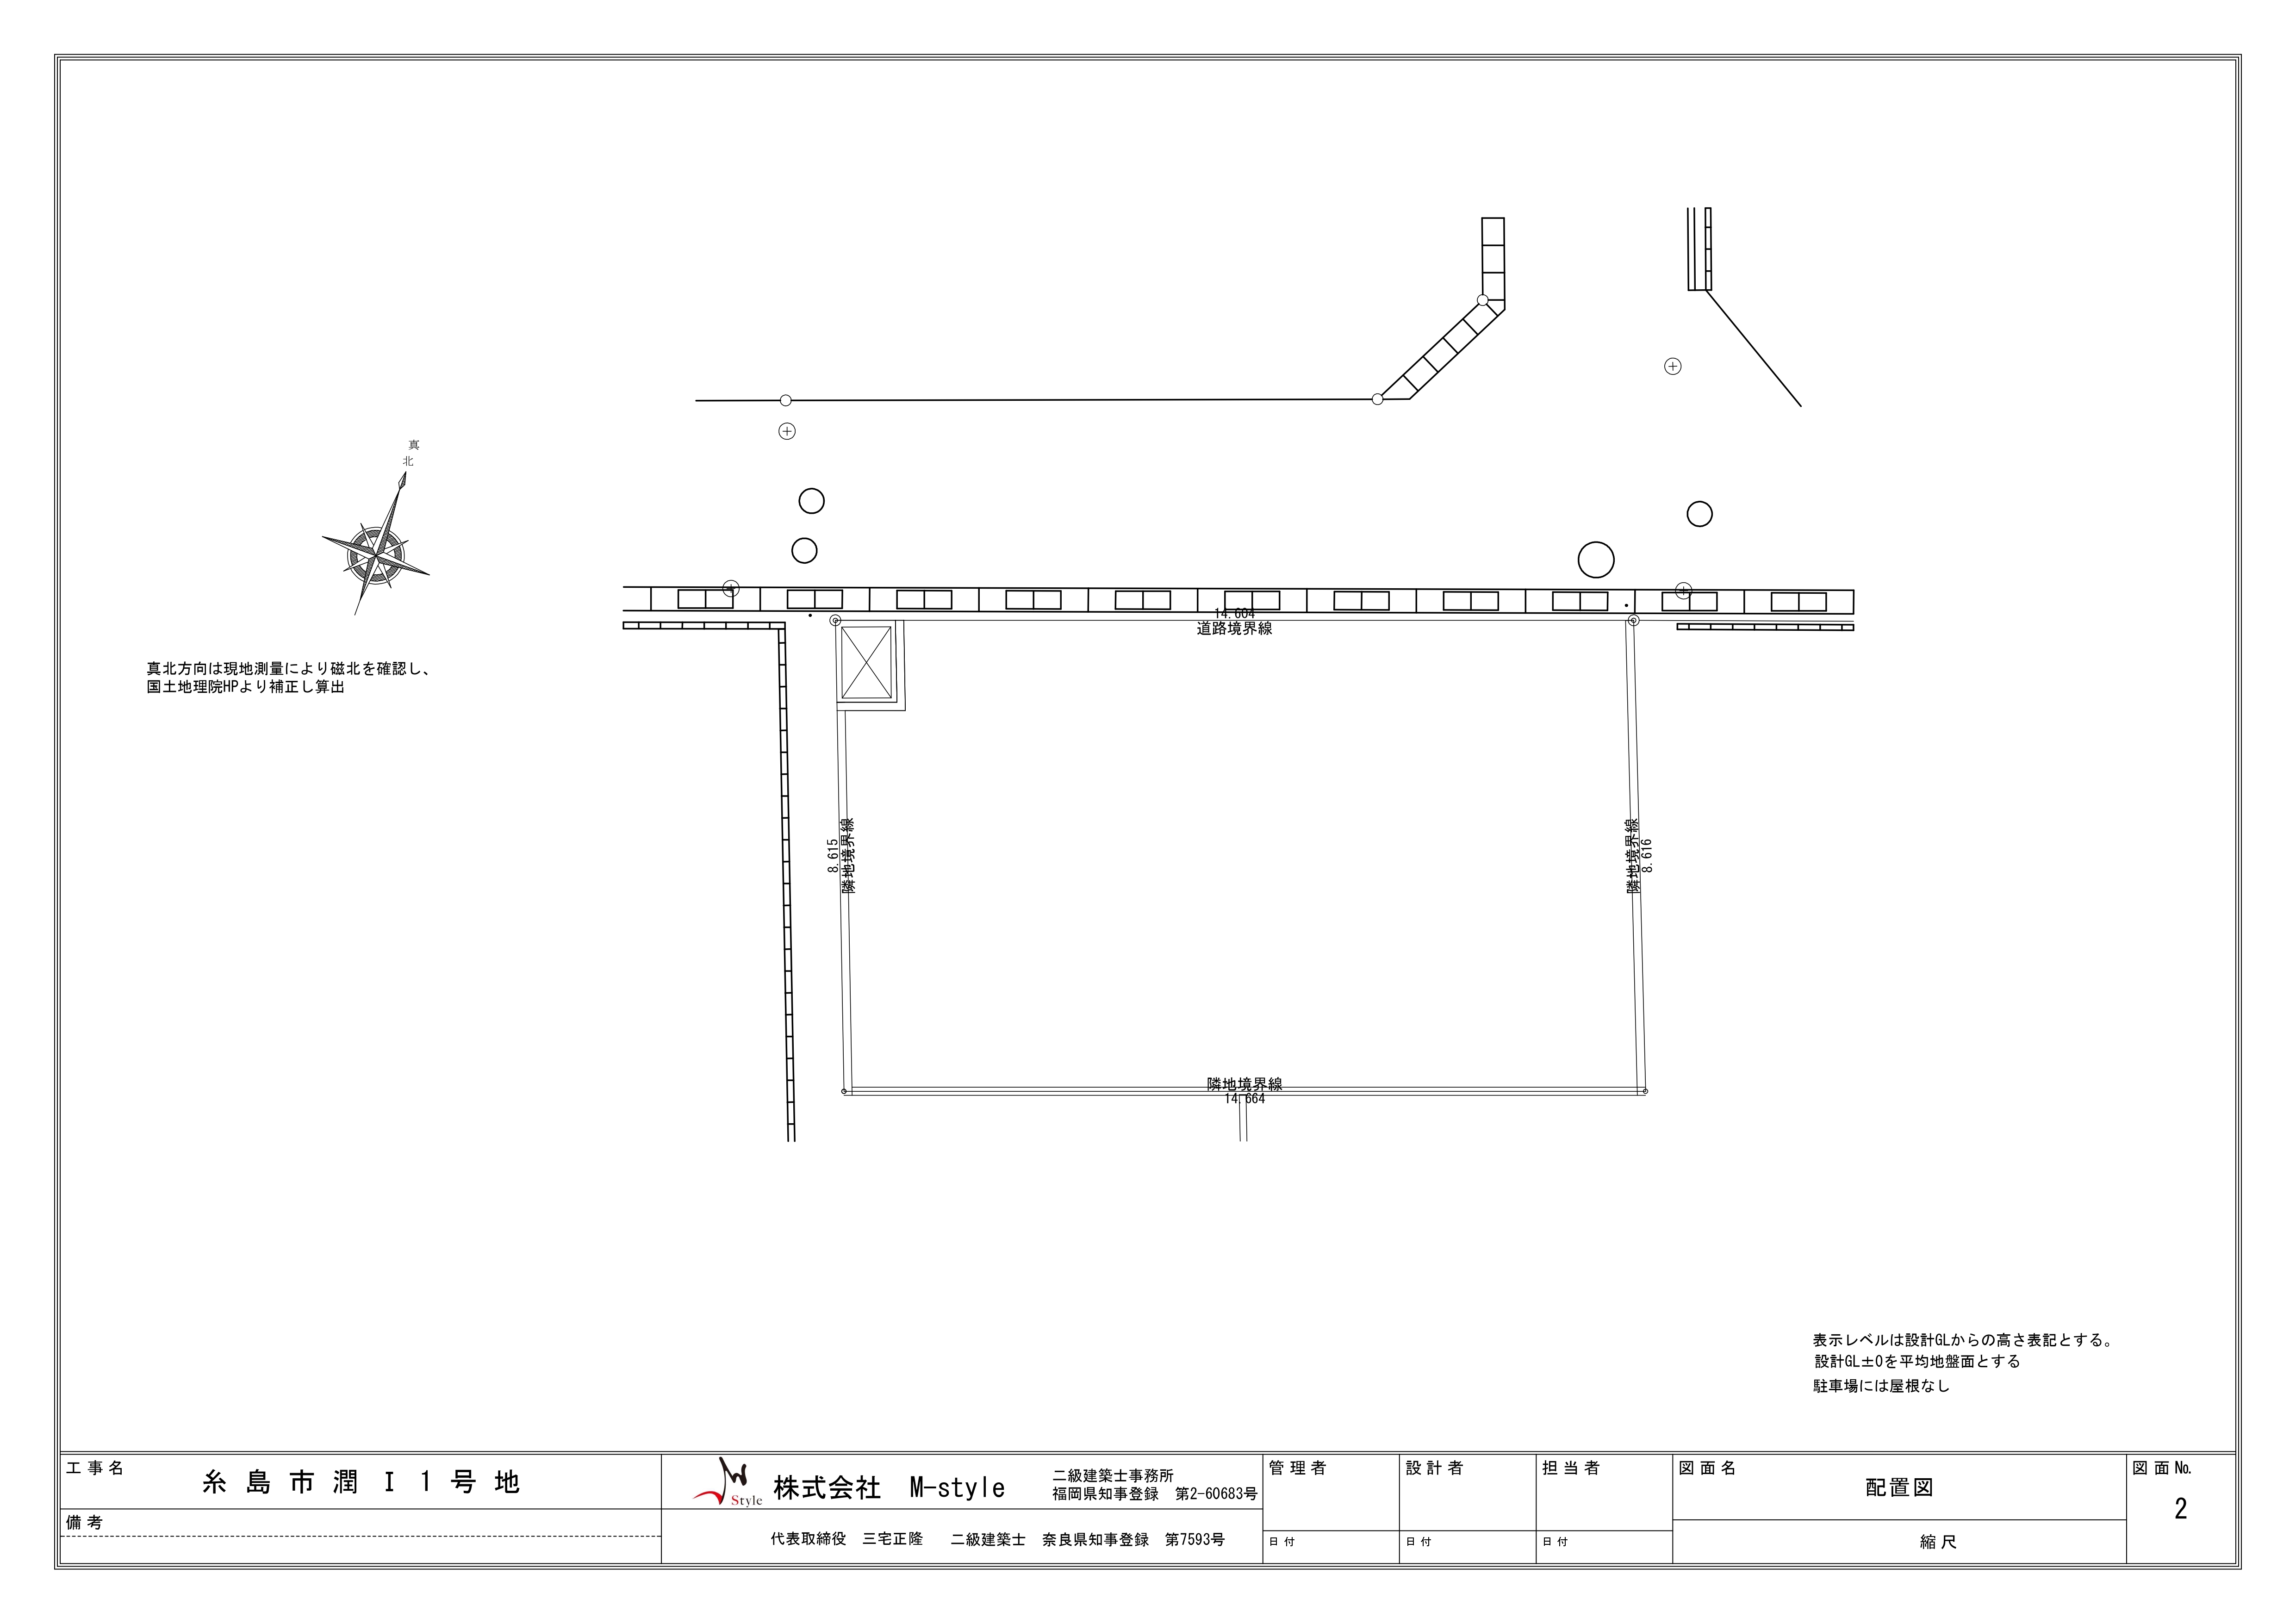 真
北
真北方向は現地測量により磁北を確認し、
国土地理院HPより補正し算出
14.604
道路境界線
8.615
隣地境界線
隣地境界線
8.616
隣地境界線
14.664
表示レベルは設計GLからの高さ表記とする。
設計GL±0を平均地盤面とする
駐車場には屋根なし
工事名
糸島市潤 I 1号地
備考
Style
株式会社 M-style
二級建築士事務所
福岡県知事登録 第2-60683号
代表取締役 三宅正隆 二級建築士 奈良県知事登録 第7593号
管理者
日付
設計者
日付
担当者
日付
図面名
配置図
縮尺
図面№
2